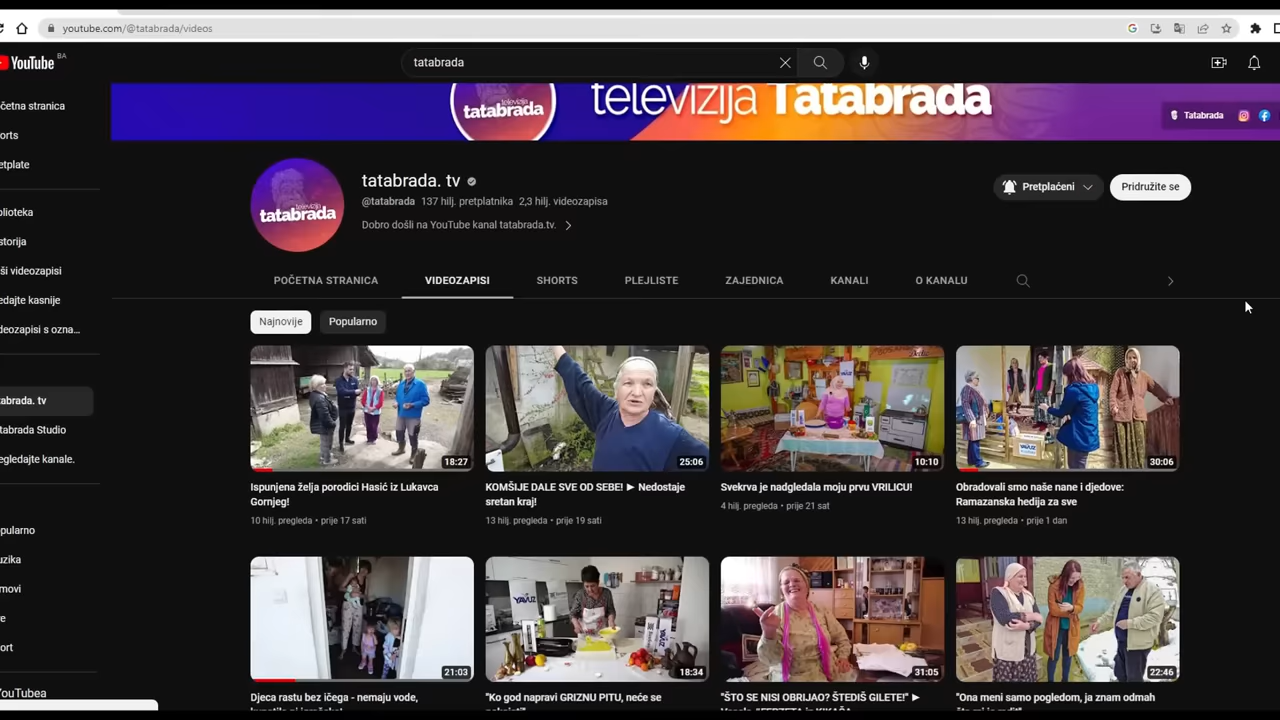 youtube.com/@tatabrada/videos
YouTube BA
tatabrada
televizija
tatabrada
televizija Tatabrada
Tatabrada
četna stranica
orts
etplate
blioteka
storija
ši videozapisi
edajte kasnije
deozapisi s ozna...
tabrada. tv
tabrada Studio
egledajte kanale.
opularno
uzika
movi
e
ort
YouTubea
televizija
tatabrada
tatabrada. tv
@tatabrada 137 hilj. pretplatnika 2,3 hilj. videozapisa
Dobro došli na YouTube kanal tatabrada.tv.
Pretplaćeni
Pridružite se
POČETNA STRANICA VIDEOZAPISI SHORTS PLEJLISTE ZAJEDNICA KANALI O KANALU
Najnovije Popularno
18:27
Ispunjena želja porodici Hasić iz Lukavca
Gornjeg!
10 hilj. pregleda • prije 17 sati
25:06
KOMŠIJE DALE SVE OD SEBE! ► Nedostaje
sretan kraj!
13 hilj. pregleda • prije 19 sati
10:10
Svekrva je nadgledala moju prvu VRILICU!
4 hilj. pregleda • prije 21 sat
30:06
Obradovali smo naše nane i djedove:
Ramazanska hedija za sve
13 hilj. pregleda • prije 1 dan
21:03
Djeca rastu bez ičega - nemaju vode,
YAVUZ
18:34
"Ko god napravi GRIZNU PITU, neće se
31:05
"ŠTO SE NISI OBRIJAO? ŠTEDIŠ GILETE!" ►
22:46
"Ona meni samo pogledom, ja znam odmah